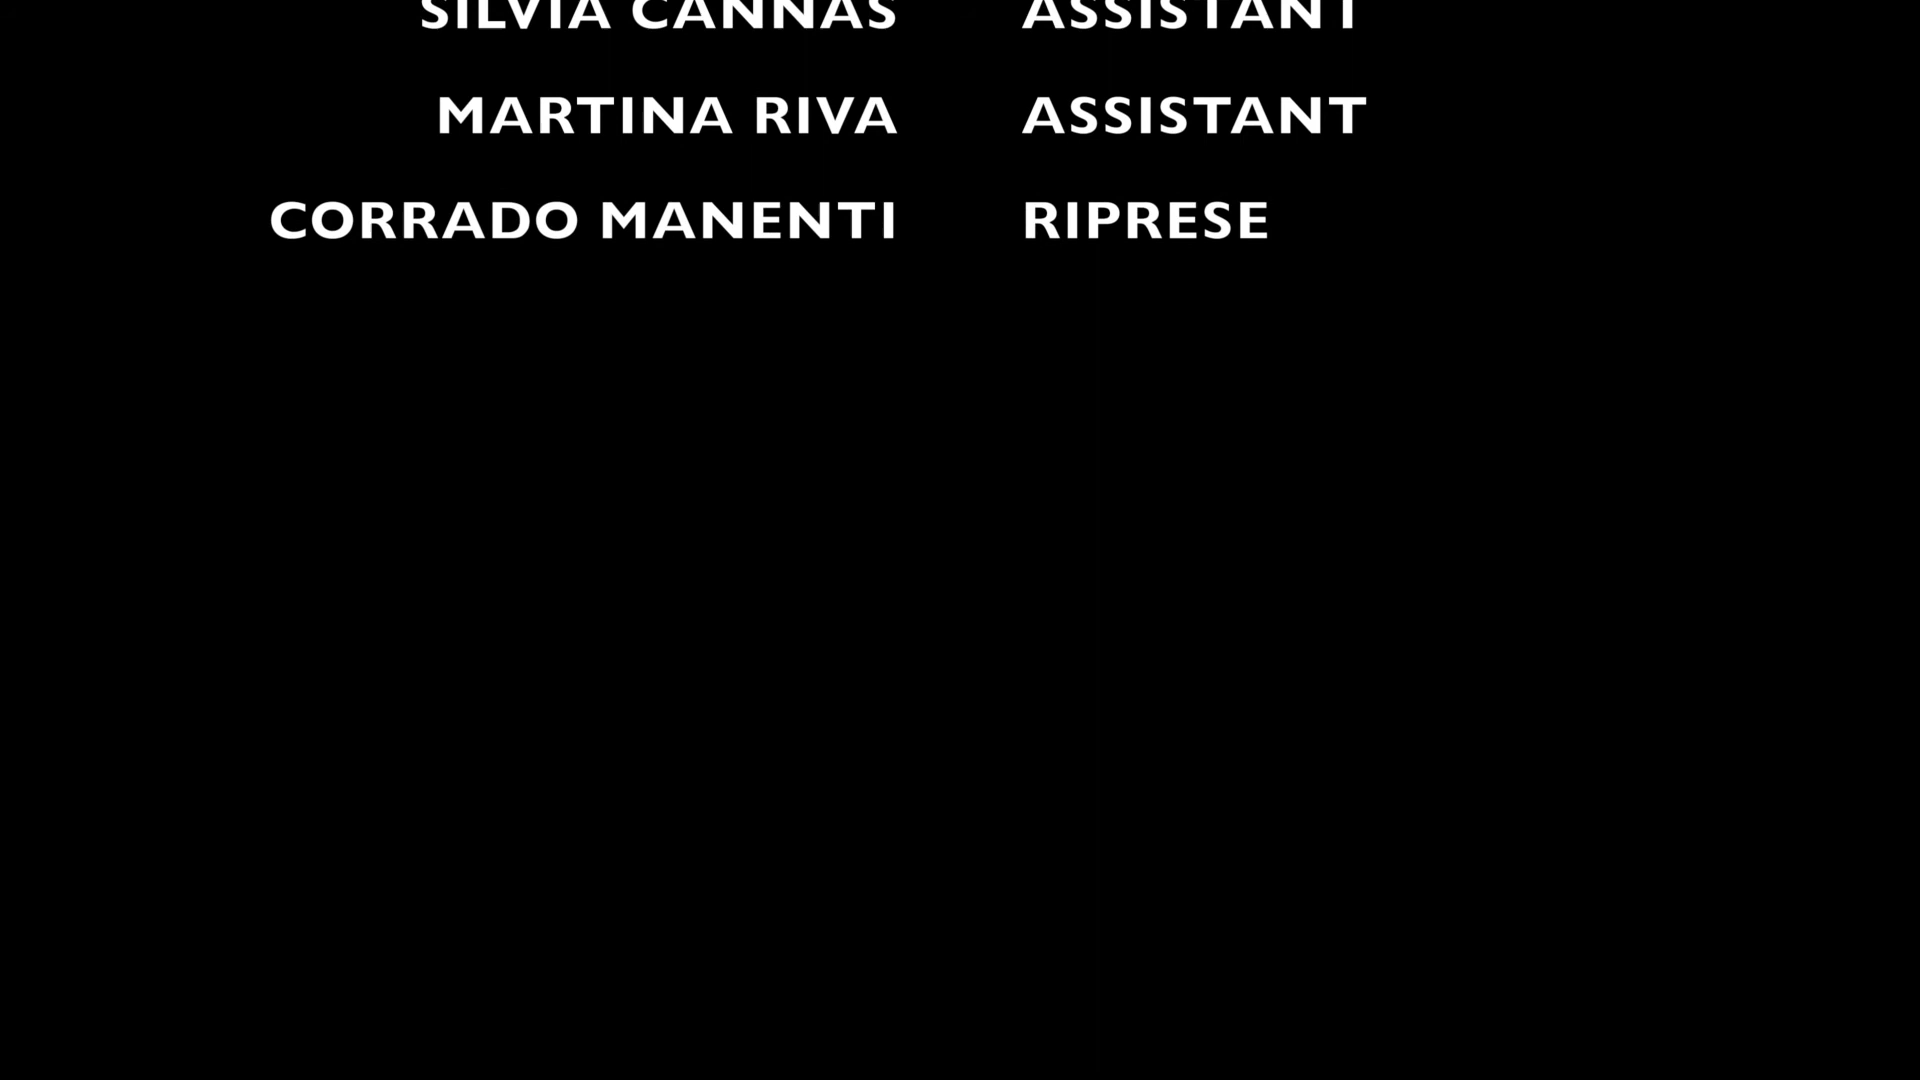 SILVIA CANNAS ASSISTANT
MARTINA RIVA ASSISTANT
CORRADO MANENTI RIPRESE